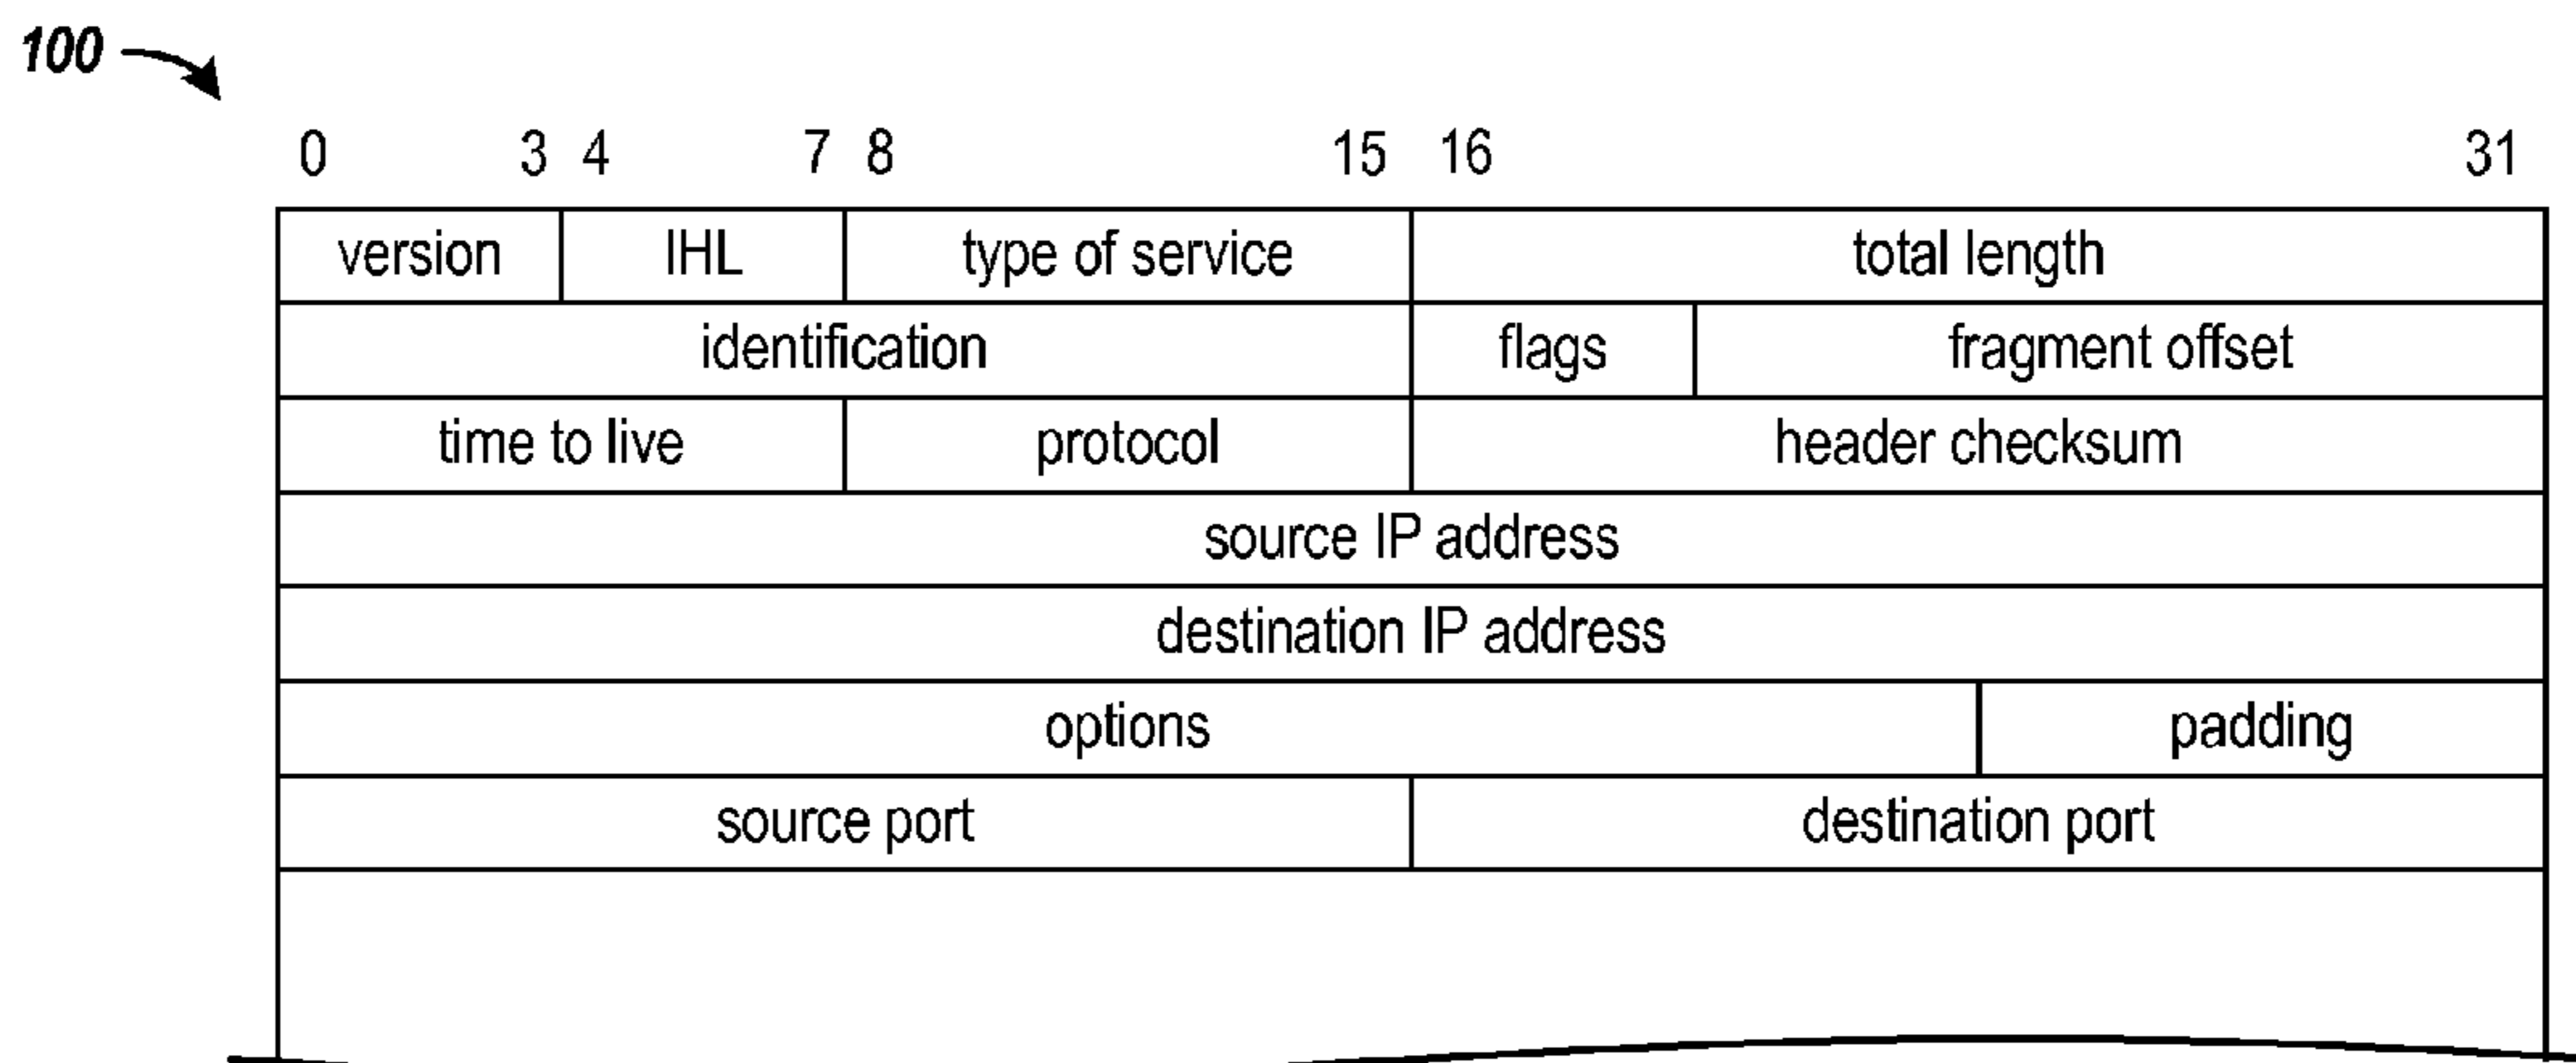 100
0 3 4 7 8 15 16 31
version IHL type of service total length
identification flags fragment offset
time to live protocol header checksum
source IP address
destination IP address
options padding
source port destination port